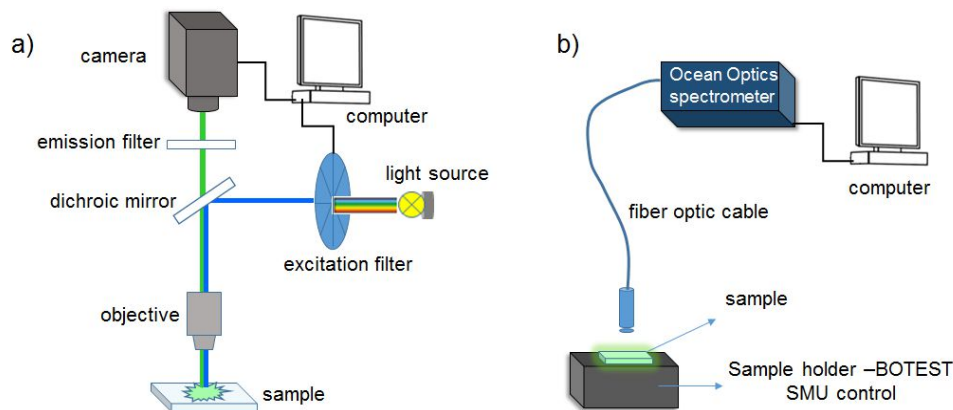 a)
camera
computer
emission filter
light source
dichroic mirror
excitation filter
objective
sample
b)
Ocean Optics
spectrometer
computer
fiber optic cable
sample
Sample holder –BOTEST
SMU control